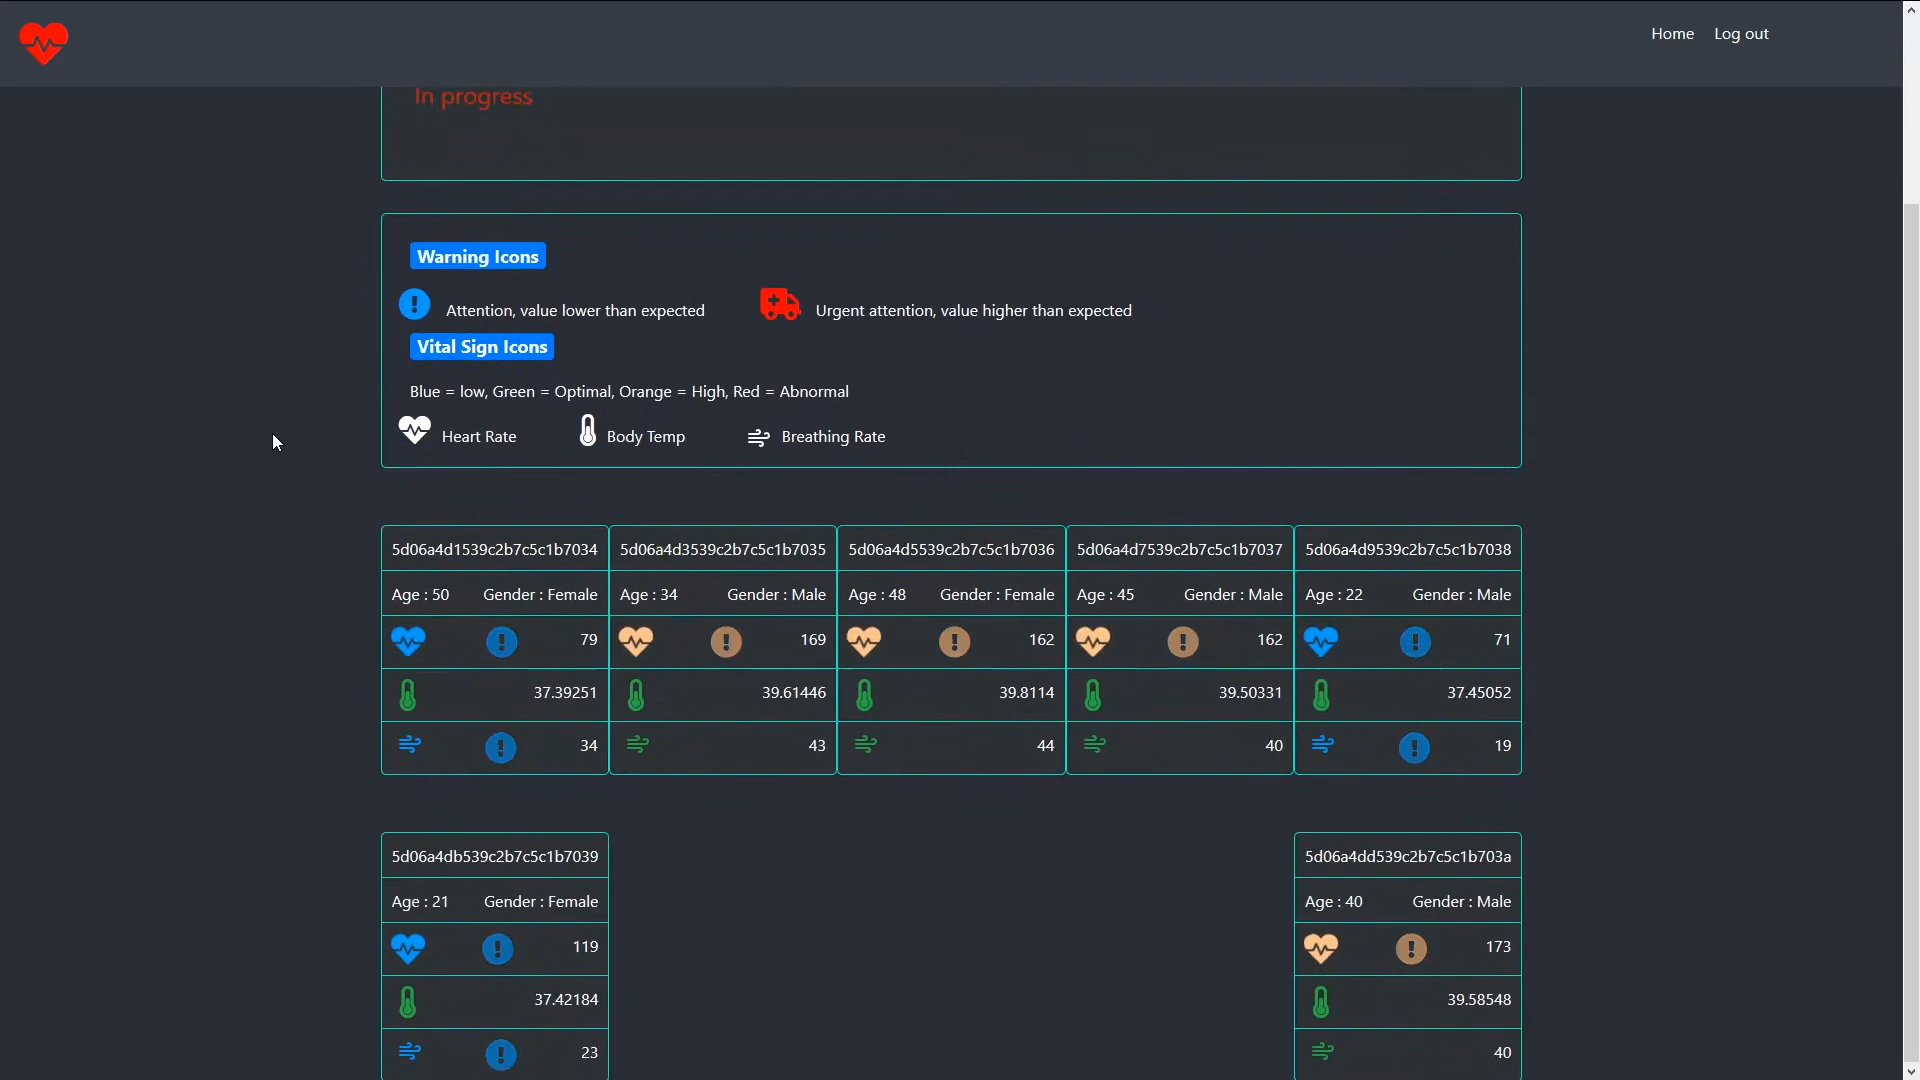 Home Log out
In progress
Warning Icons
Attention, value lower than expected Urgent attention, value higher than expected
Vital Sign Icons
Blue = low, Green = Optimal, Orange = High, Red = Abnormal
Heart Rate Body Temp Breathing Rate
5d06a4d1539c2b7c5c1b7034 5d06a4d3539c2b7c5c1b7035 5d06a4d5539c2b7c5c1b7036 5d06a4d7539c2b7c5c1b7037 5d06a4d9539c2b7c5c1b7038
Age : 50 Gender : Female Age : 34 Gender : Male Age : 48 Gender : Female Age : 45 Gender : Male Age : 22 Gender : Male
79 169 162 162 71
37.39251 39.61446 39.8114 39.50331 37.45052
34 43 44 40 19
5d06a4db539c2b7c5c1b7039 5d06a4dd539c2b7c5c1b703a
Age : 21 Gender : Female Age : 40 Gender : Male
119 173
37.42184 39.58548
23 40